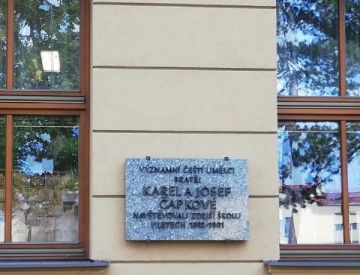 VÝZNAMNÍ ČEŠTÍ UMĚLCI
BRATŘI
KAREL A JOSEF
ČAPKOVÉ
NAVŠTĚVOVALI ZDEJŠÍ ŠKOLU
V LETECH